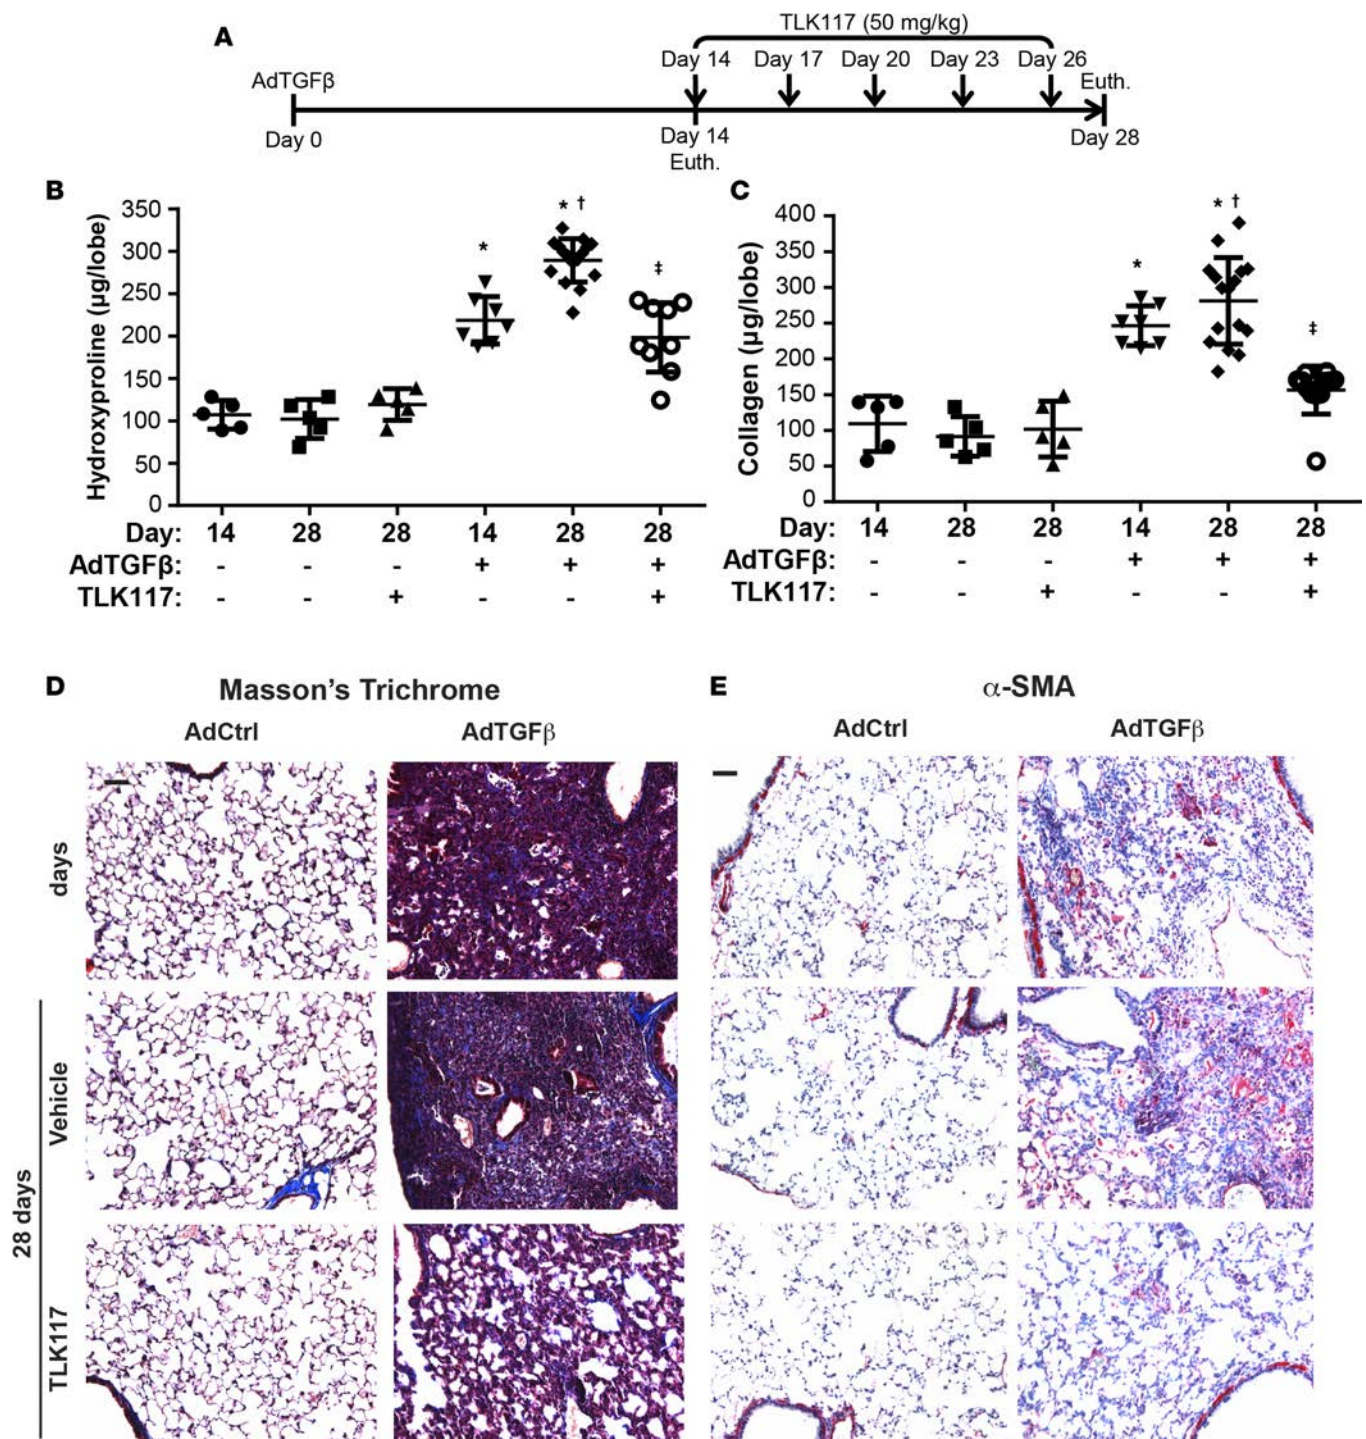 A
TLK117 (50 mg/kg)
Day 14 Day 17 Day 20 Day 23 Day 26
AdTGFβ Euth.
Day 0 Day 14 Day 28
Euth.
B
Hydroxyproline (µg/lobe)
350
300
250
200
150
100
50
0
* * † ‡
Day: 14 28 28 14 28 28
AdTGFβ: - - - + + +
TLK117: - - + - - +
C
Collagen (µg/lobe)
400
350
300
250
200
150
100
50
0
* * † ‡
Day: 14 28 28 14 28 28
AdTGFβ: - - - + + +
TLK117: - - + - - +
D Masson's Trichrome
AdCtrl AdTGFβ
days
28 days
Vehicle
TLK117
E α-SMA
AdCtrl AdTGFβ